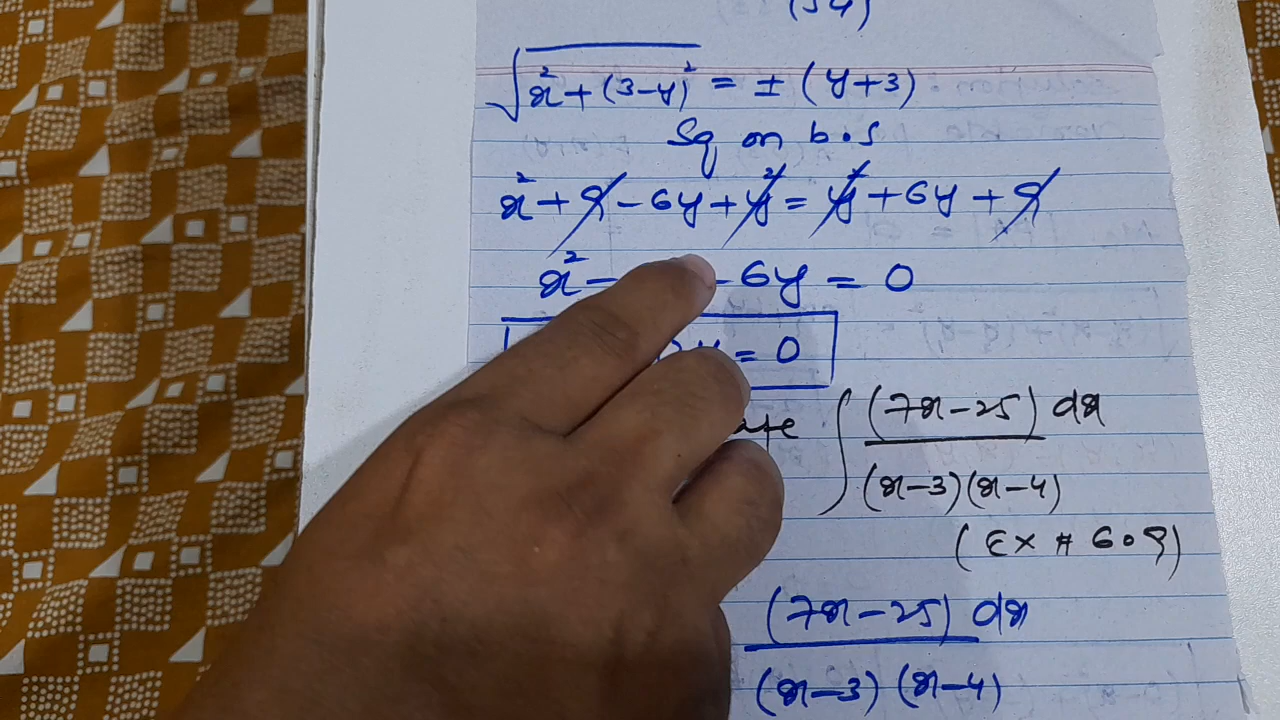 (54)
√x²+(3-y)² = ± (y+3)
Sq on b.s
x²+9-6y+y² = y²+6y+9
x² - -6y = 0
y = 0
∫ (7x-25) dx
(x-3)(x-4)
(EX # 6.9)
(7x-25) dx
(x-3) (x-4)